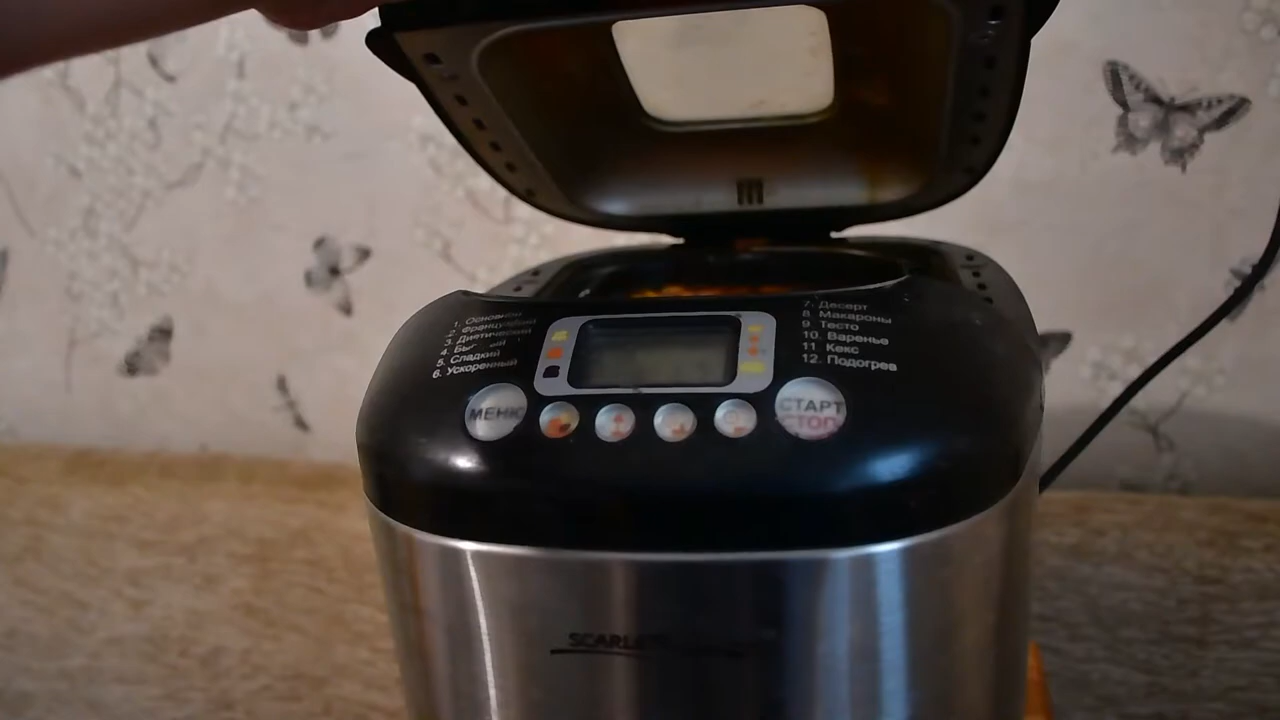 1. Основной
2. Французский
3. Диетический
5. Сладкий
6. Ускоренный
7. Десерт
8 Макароны
9 Тесто
10. Варенье
11 Кекс
12. Подогрев
МЕНЮ
СТАРТ
СТОП